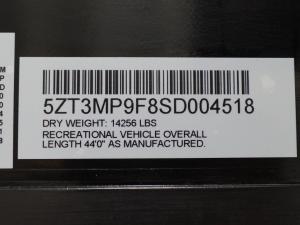 5ZT3MP9F8SD004518
DRY WEIGHT: 14256 LBS
RECREATIONAL VEHICLE OVERALL
LENGTH 44'0" AS MANUFACTURED.